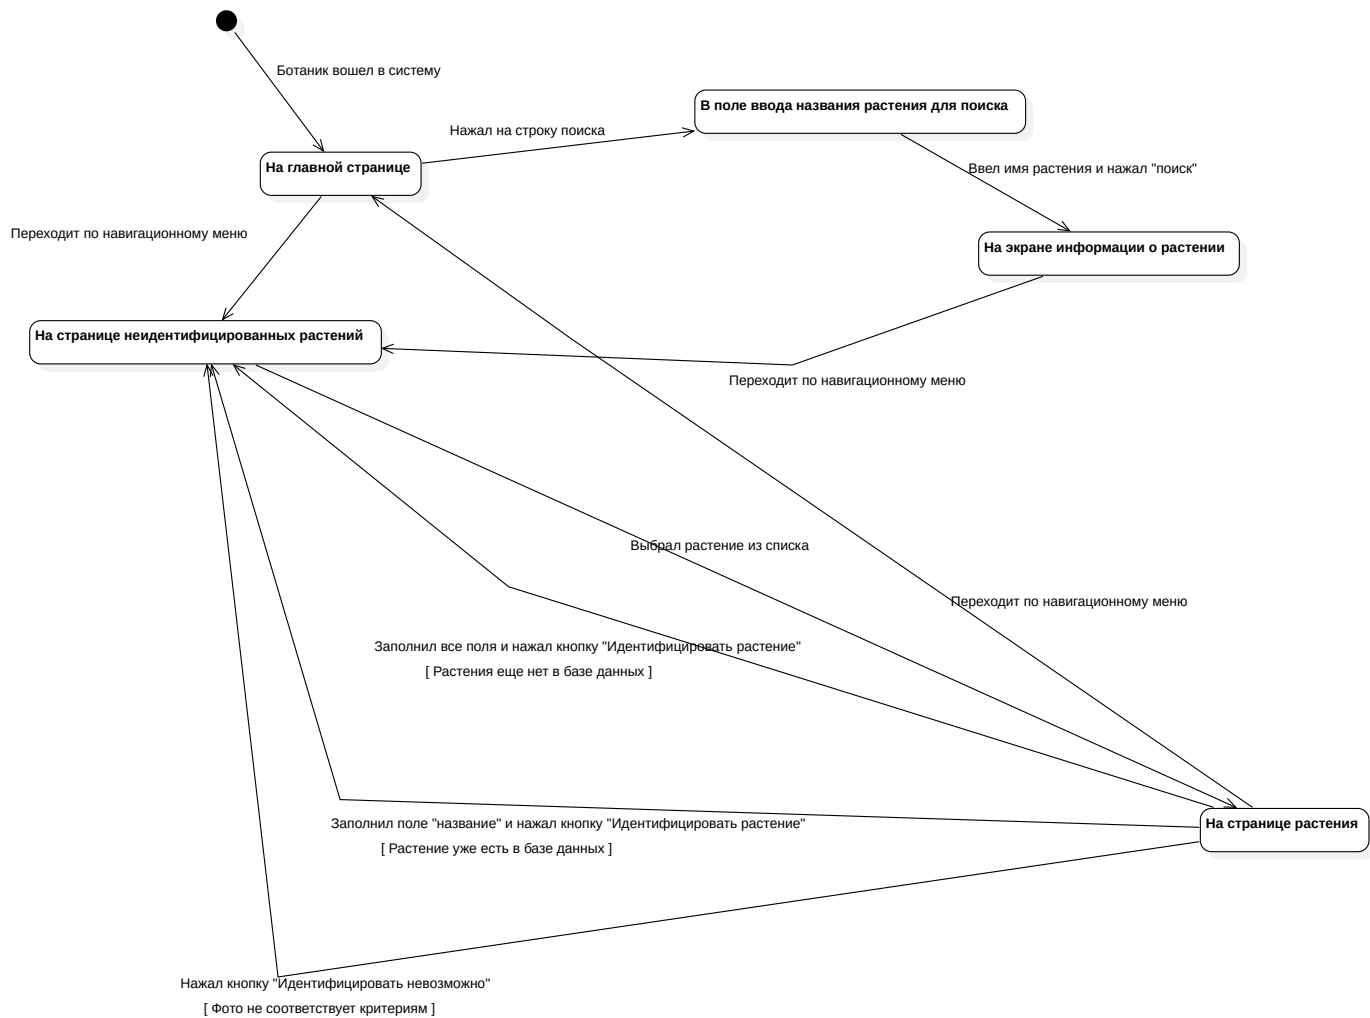 Ботаник вошел в систему
В поле ввода названия растения для поиска
Нажал на строку поиска
На главной странице
Ввел имя растения и нажал "поиск"
Переходит по навигационному меню
На экране информации о растении
На странице неидентифицированных растений
Переходит по навигационному меню
Выбрал растение из списка
Переходит по навигационному меню
Заполнил все поля и нажал кнопку "Идентифицировать растение"
[ Растения еще нет в базе данных ]
Заполнил поле "название" и нажал кнопку "Идентифицировать растение"
[ Растение уже есть в базе данных ]
На странице растения
Нажал кнопку "Идентифицировать невозможно"
[ Фото не соответствует критериям ]